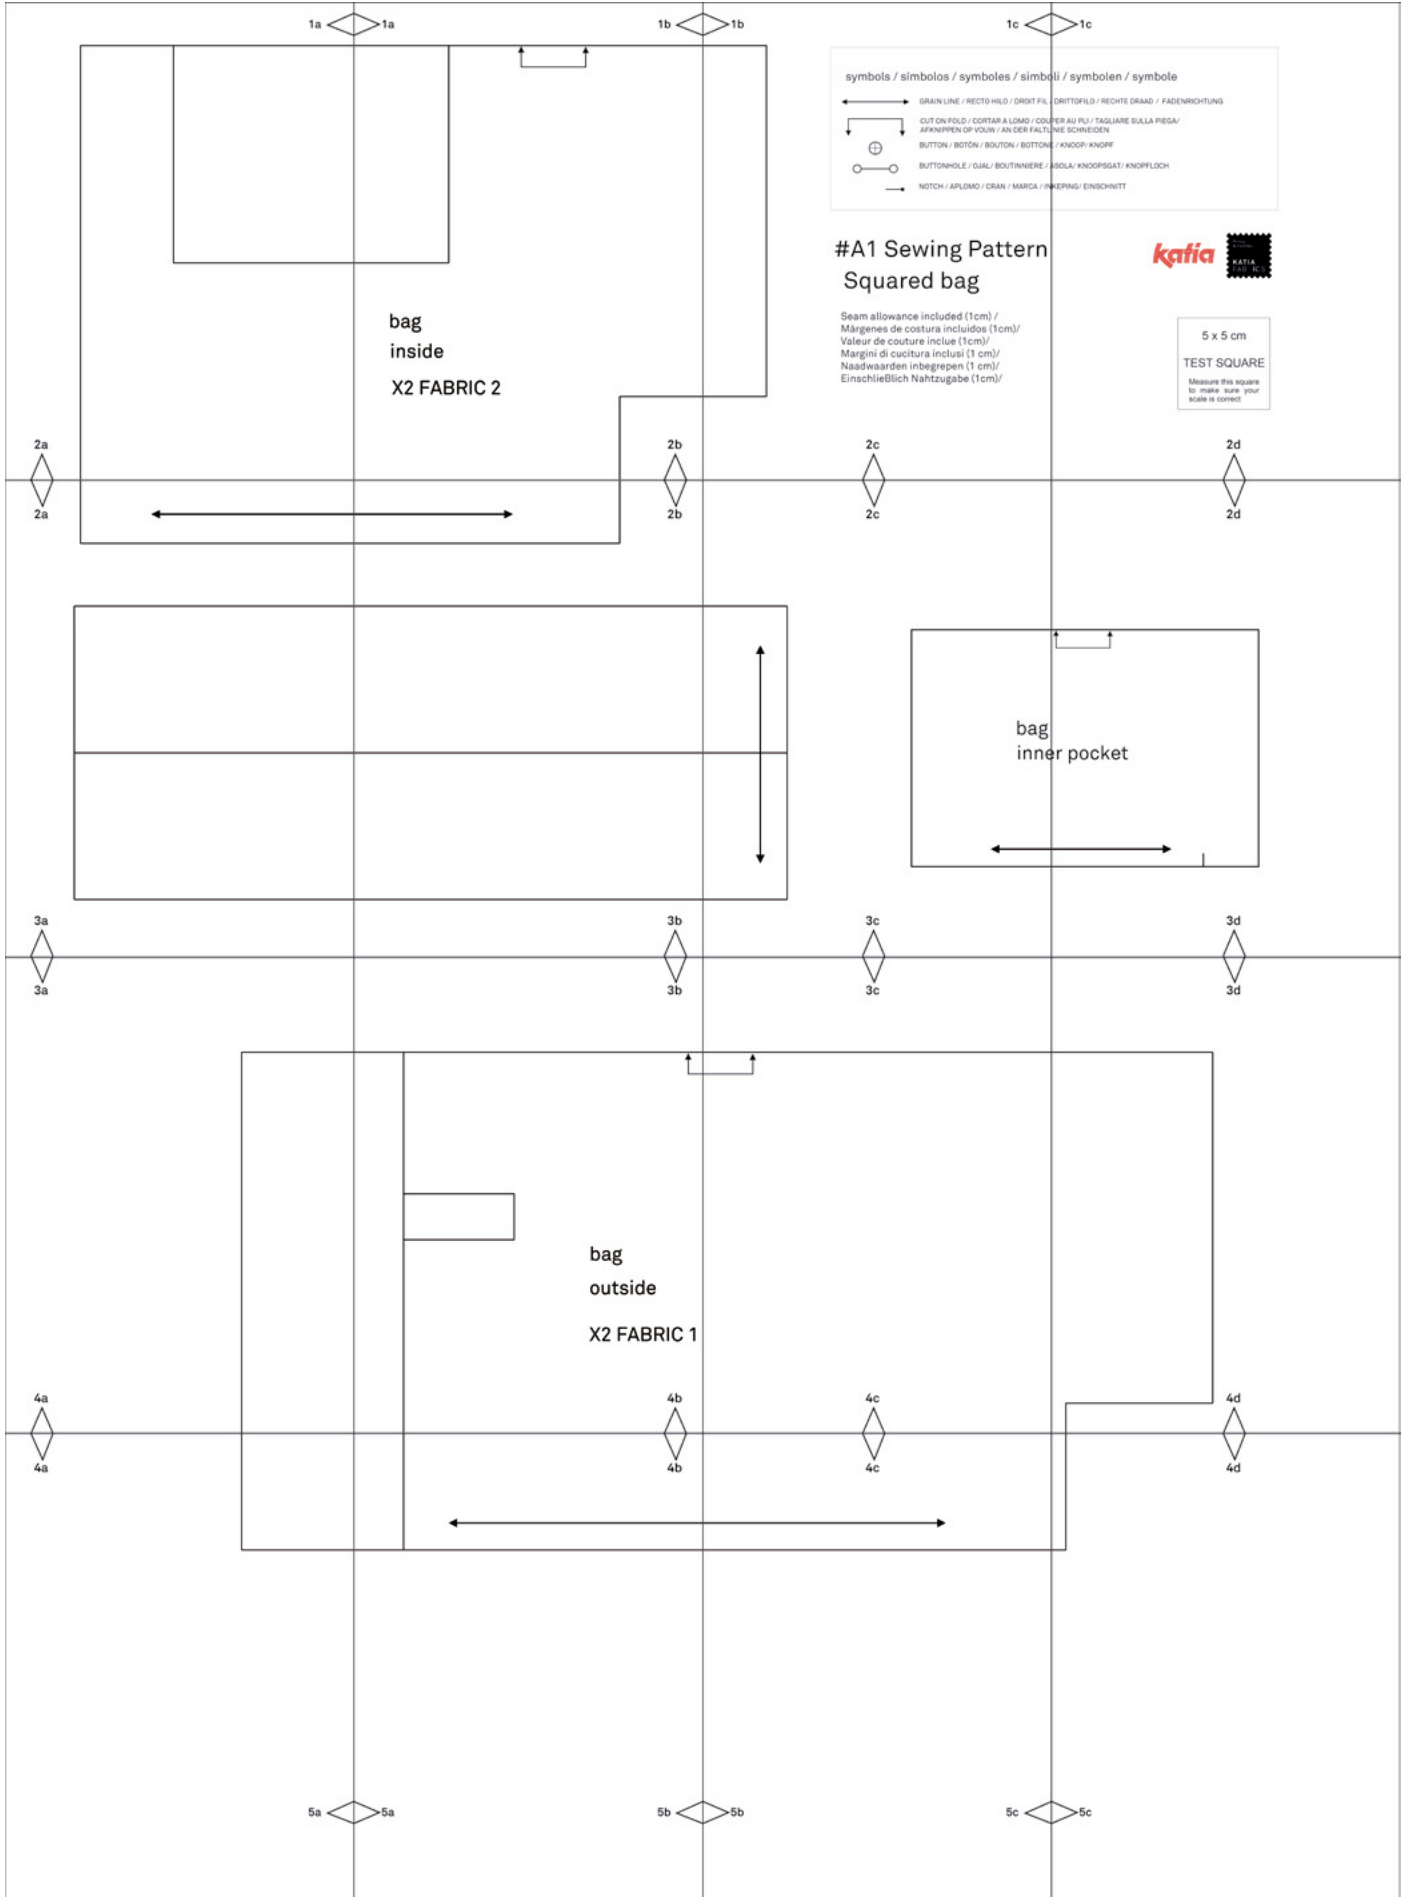 1a 1a
1b 1b
1c 1c
symbols / símbolos / symboles / simboli / symbolen / symbole
GRAIN LINE / RECTO HILO / DROIT FIL / DRITTOFILO / RECHTE DRAAD / FADENRICHTUNG
CUT ON FOLD / CORTAR A LOMO / COUPER AU PLI / TAGLIARE SULLA PIEGA/
AFKNIPPEN OP VOUW / AN DER FALTLINIE SCHNEIDEN
BUTTON / BOTÓN / BOUTON / BOTTONE / KNOOP/ KNOPF
BUTTONHOLE / OJAL/ BOUTINNIERE / ASOLA/ KNOOPSGAT/ KNOPFLOCH
NOTCH / APLOMO / CRAN / MARCA / INKEPING/ EINSCHNITT
#A1 Sewing Pattern
Squared bag
katia
KATIA
FABRICS
Seam allowance included (1cm) /
Márgenes de costura incluidos (1cm)/
Valeur de couture inclue (1cm)/
Margini di cucitura inclusi (1 cm)/
Naadwaarden inbegrepen (1 cm)/
EinschlieBlich Nahtzugabe (1cm)/
5 x 5 cm
TEST SQUARE
Measure this square
to make sure your
scale is correct
bag
inside
X2 FABRIC 2
2a
2b
2c
2d
2a
2b
2c
2d
bag
inner pocket
3a
3b
3c
3d
3a
3b
3c
3d
bag
outside
X2 FABRIC 1
4a
4b
4c
4d
4a
4b
4c
4d
5a 5a
5b 5b
5c 5c